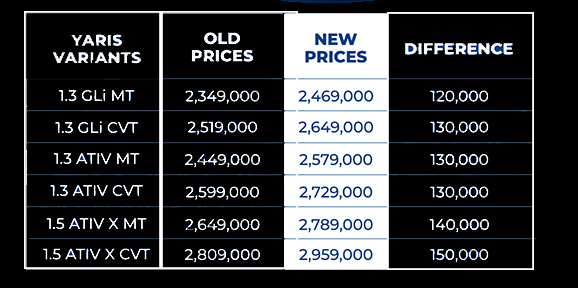 YARIS VARIANTS OLD PRICES NEW PRICES DIFFERENCE
1.3 GLi MT 2,349,000 2,469,000 120,000
1.3 GLi CVT 2,519,000 2,649,000 130,000
1.3 ATIV MT 2,449,000 2,579,000 130,000
1.3 ATIV CVT 2,599,000 2,729,000 130,000
1.5 ATIV X MT 2,649,000 2,789,000 140,000
1.5 ATIV X CVT 2,809,000 2,959,000 150,000